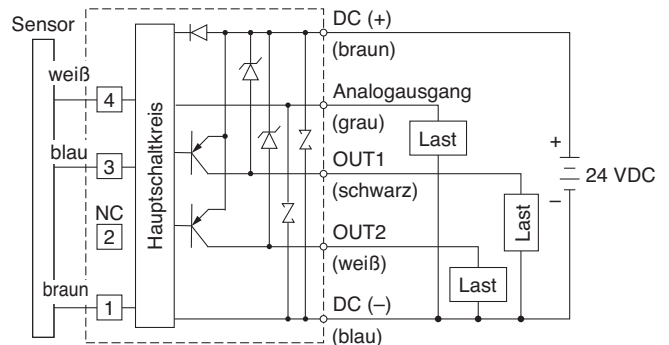 Sensor
weiß
4
blau
3
NC
2
braun
1
Hauptschaltkreis
DC (+)
(braun)
Analogausgang
(grau)
Last
OUT1
(schwarz)
Last
OUT2
(weiß)
Last
DC (–)
(blau)
+
24 VDC
–